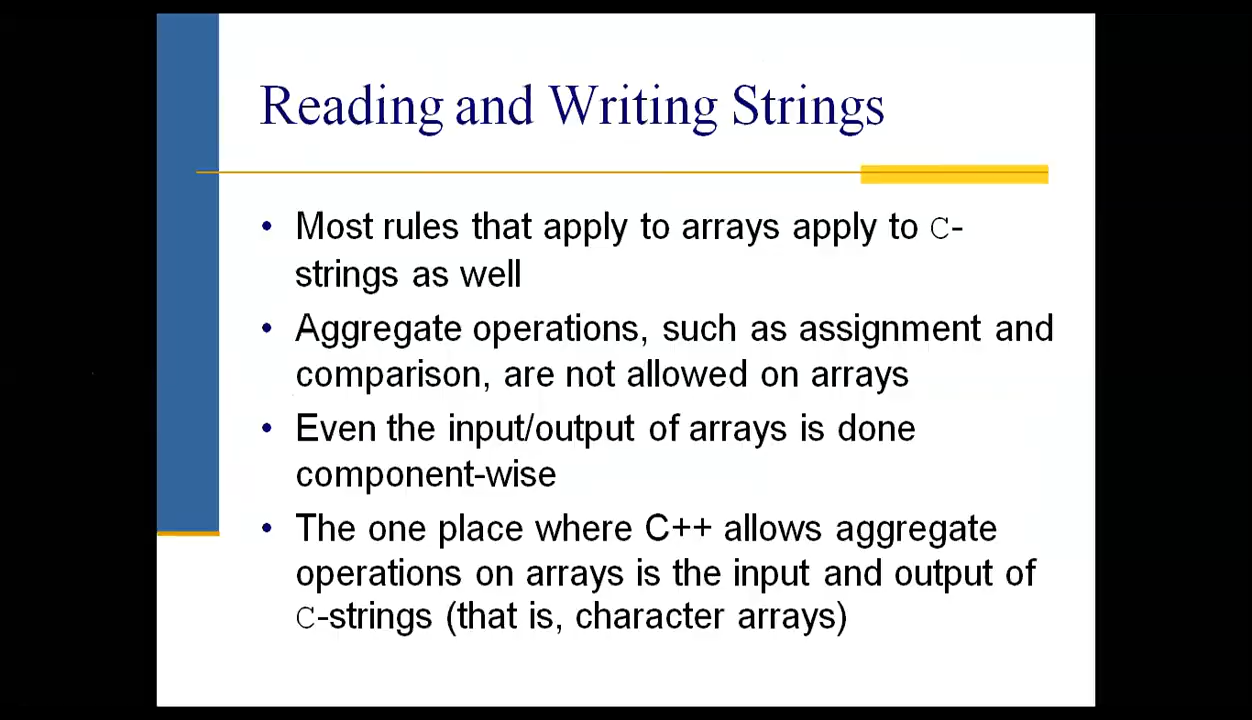 Reading and Writing Strings
• Most rules that apply to arrays apply to C-
strings as well
• Aggregate operations, such as assignment and
comparison, are not allowed on arrays
• Even the input/output of arrays is done
component-wise
• The one place where C++ allows aggregate
operations on arrays is the input and output of
C-strings (that is, character arrays)